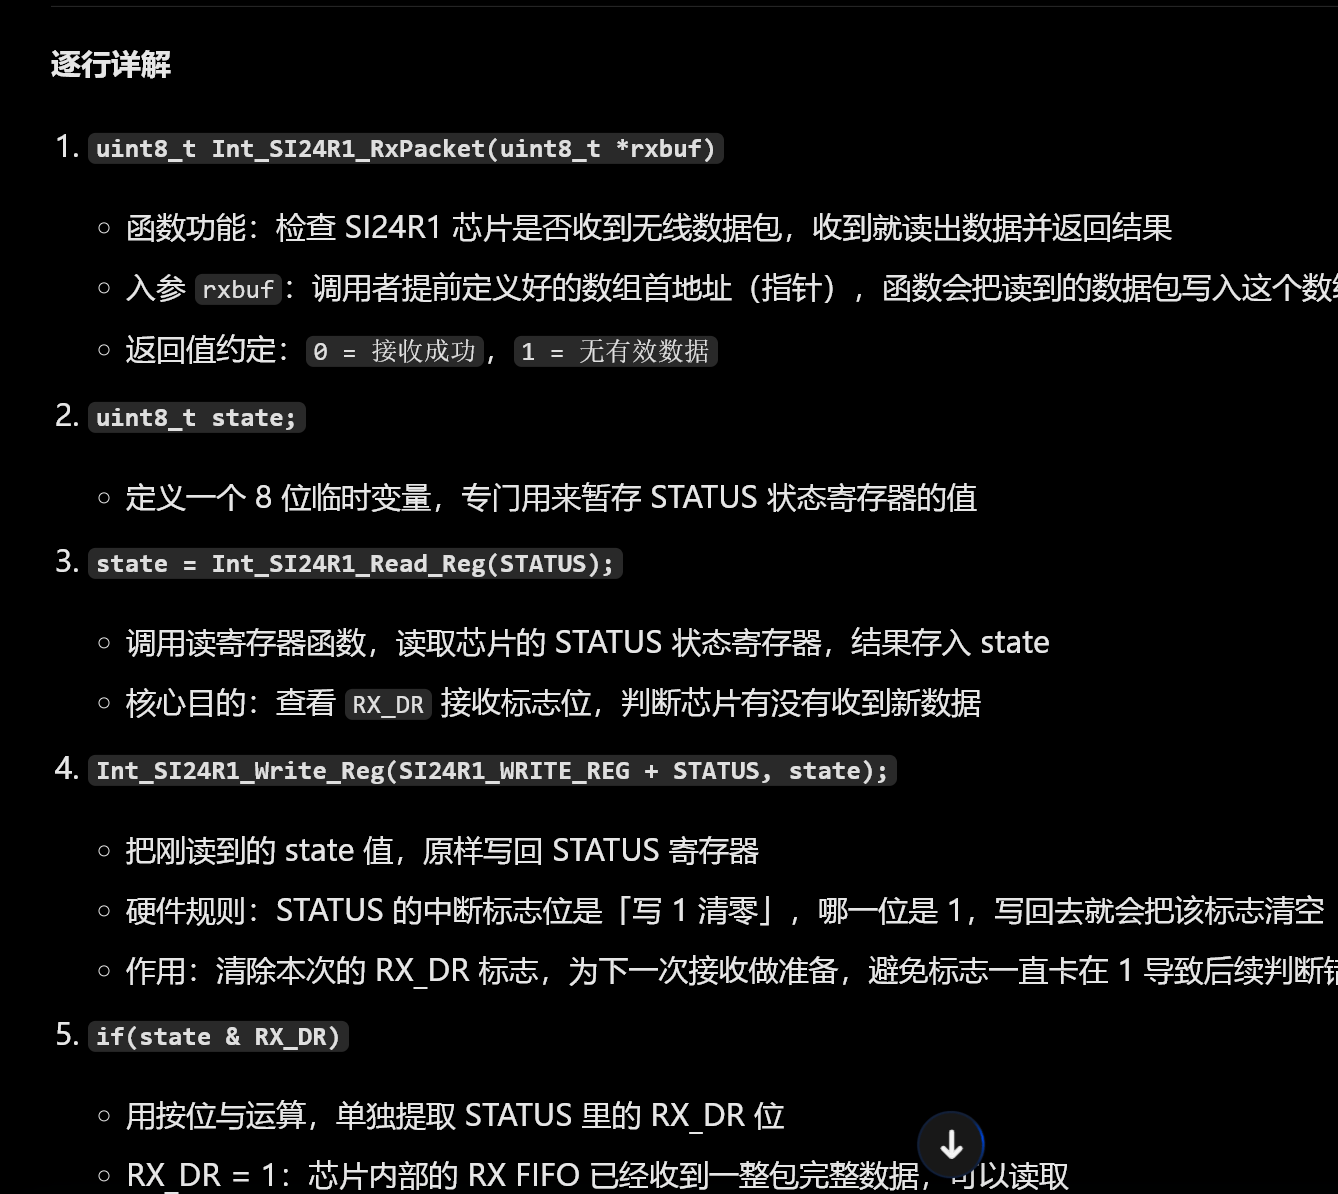 逐行详解
1. uint8_t Int_SI24R1_RxPacket(uint8_t *rxbuf)
函数功能：检查 SI24R1 芯片是否收到无线数据包，收到就读出数据并返回结果
入参 rxbuf：调用者提前定义好的数组首地址（指针），函数会把读到的数据包写入这个数
返回值约定：0 = 接收成功，1 = 无有效数据
2. uint8_t state;
定义一个 8 位临时变量，专门用来暂存 STATUS 状态寄存器的值
3. state = Int_SI24R1_Read_Reg(STATUS);
调用读寄存器函数，读取芯片的 STATUS 状态寄存器，结果存入 state
核心目的：查看 RX_DR 接收标志位，判断芯片有没有收到新数据
4. Int_SI24R1_Write_Reg(SI24R1_WRITE_REG + STATUS, state);
把刚读到的 state 值，原样写回 STATUS 寄存器
硬件规则：STATUS 的中断标志位是「写 1 清零」，哪一位是 1，写回去就会把该标志清空
作用：清除本次的 RX_DR 标志，为下一次接收做准备，避免标志一直卡在 1 导致后续判断
5. if(state & RX_DR)
用按位与运算，单独提取 STATUS 里的 RX_DR 位
RX_DR = 1：芯片内部的 RX FIFO 已经收到一整包完整数据，可以读取